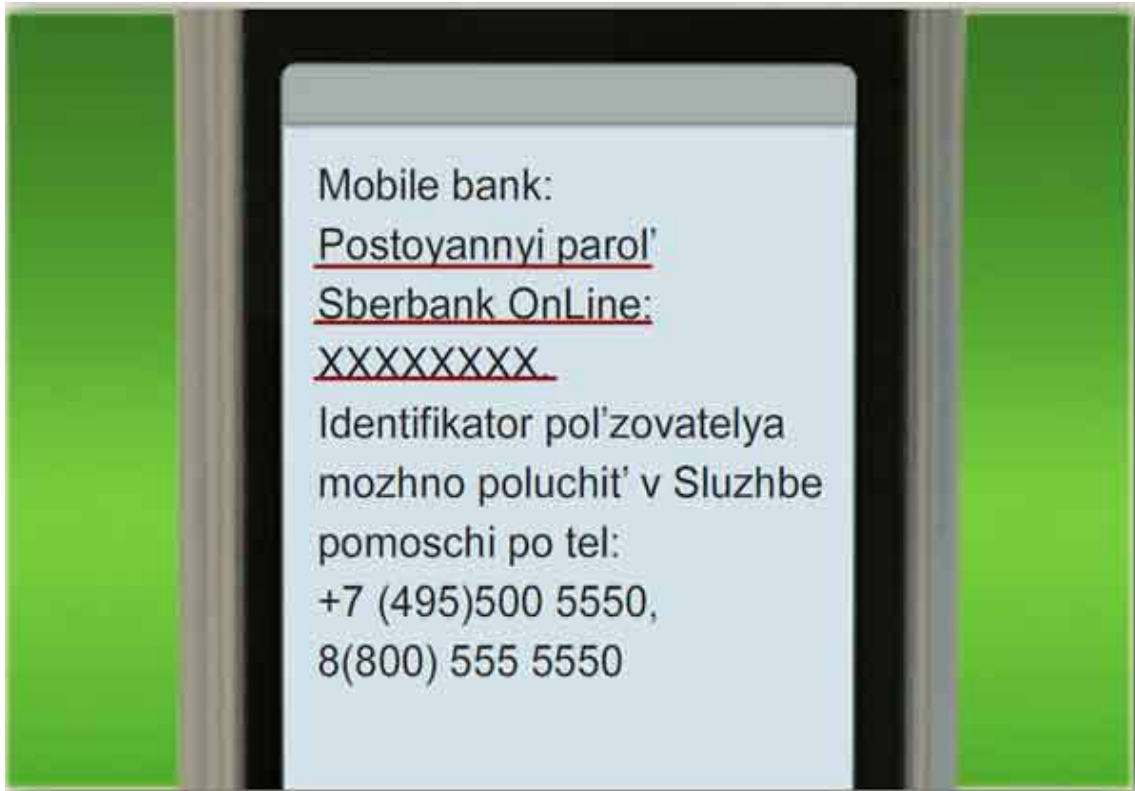 Mobile bank:
Postoyannyi parol’
Sberbank OnLine:
XXXXXXXX.
Identifikator pol’zovatelya
mozhno poluchit’ v Sluzhbe
pomoschi po tel:
+7 (495)500 5550,
8(800) 555 5550